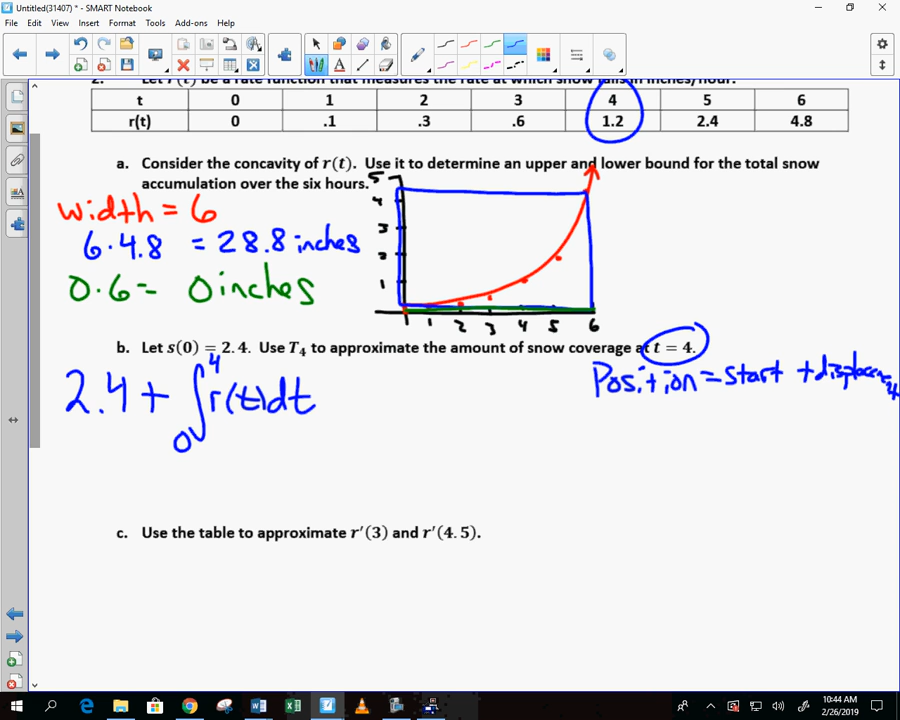 Untitled(31407) * - SMART Notebook
File Edit View Insert Format Tools Add-ons Help
t 0 1 2 3 4 5 6
r(t) 0 .1 .3 .6 1.2 2.4 4.8
a. Consider the concavity of r(t). Use it to determine an upper and lower bound for the total snow
accumulation over the six hours.
5
4
3
2
1
1 1 2 3 4 5 6
width = 6
6·4.8 = 28.8 inches
0·6= 0 inches
b. Let s(0) = 2.4. Use T₄ to approximate the amount of snow coverage at t = 4.
2.4 + ∫₀⁴ r(t)dt
Position = start +
c. Use the table to approximate r′(3) and r′(4.5).
10:44 AM
2/26/2019